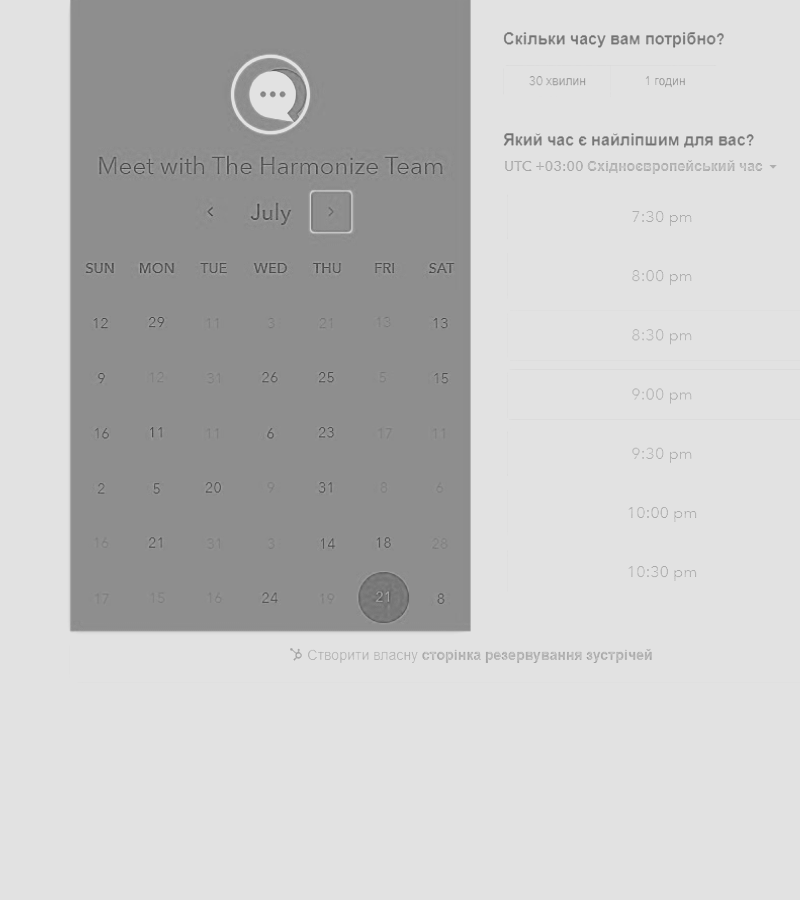 Meet with The Harmonize Team
July
SUN MON TUE WED THU FRI SAT
12 29 11 3 21 13 13
9 12 31 26 25 5 15
16 11 11 6 23 17 11
2 5 20 9 31 8 6
16 21 31 3 14 18 28
17 15 16 24 19 21 8
Скільки часу вам потрібно?
30 хвилин 1 годин
Який час є найліпшим для вас?
UTC +03:00 Східноєвропейський час
7:30 pm
8:00 pm
8:30 pm
9:00 pm
9:30 pm
10:00 pm
10:30 pm
Створити власну сторінка резервування зустрічей